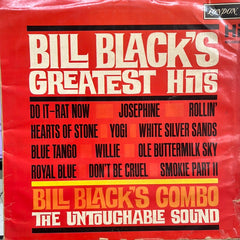 LONDON
BILL BLACK'S
GREATEST HITS
DO IT-RAT NOW JOSEPHINE ROLLIN'
HEARTS OF STONE YOGI WHITE SILVER SANDS
BLUE TANGO WILLIE OLE BUTTERMILK SKY
ROYAL BLUE DON'T BE CRUEL SMOKIE PART II
BILL BLACK'S COMBO
THE UNTOUCHABLE SOUND